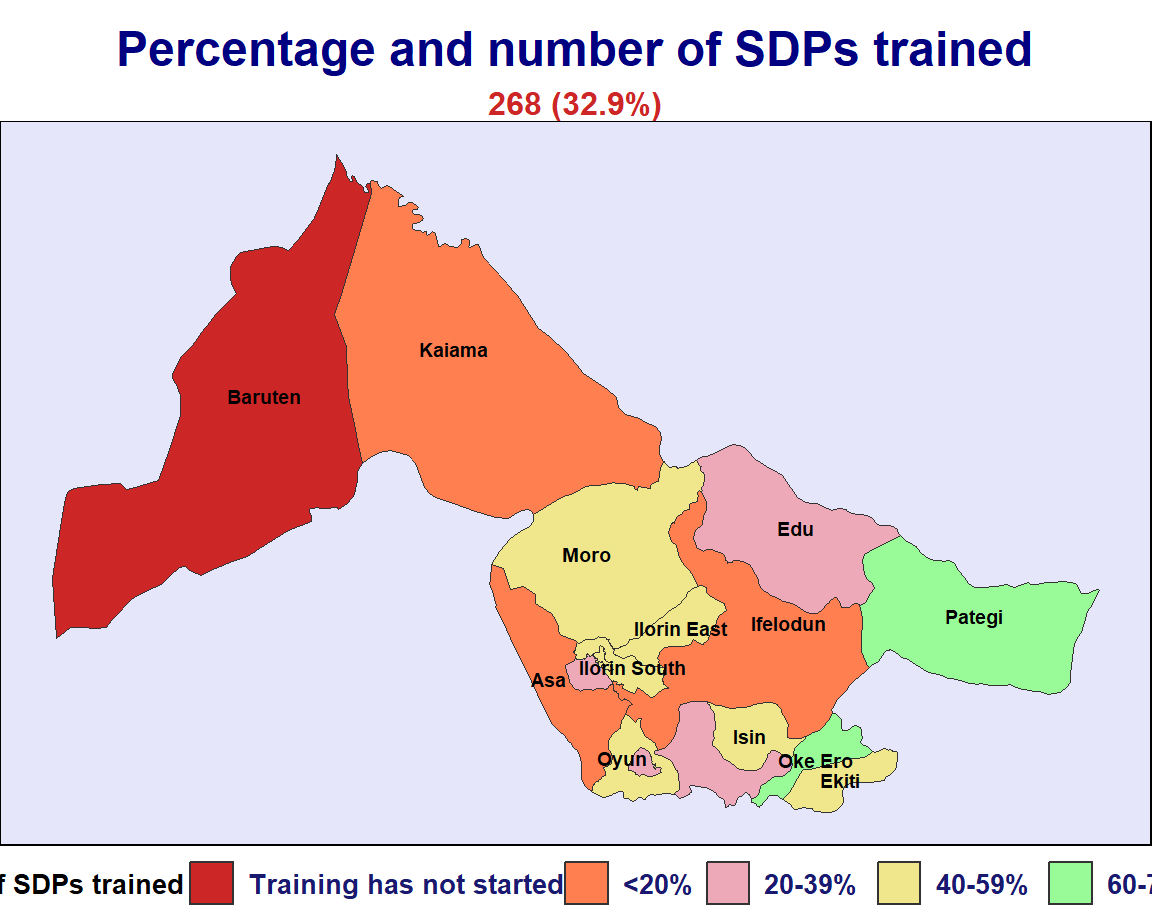 Percentage and number of SDPs trained
268 (32.9%)
Kaiama
Baruten
Edu
Moro
Pategi
Ifelodun
Ilorin East
Ilorin South
Asa
Isin
Oyun
Oke Ero
Ekiti
f SDPs trained Training has not started <20% 20-39% 40-59% 60-7